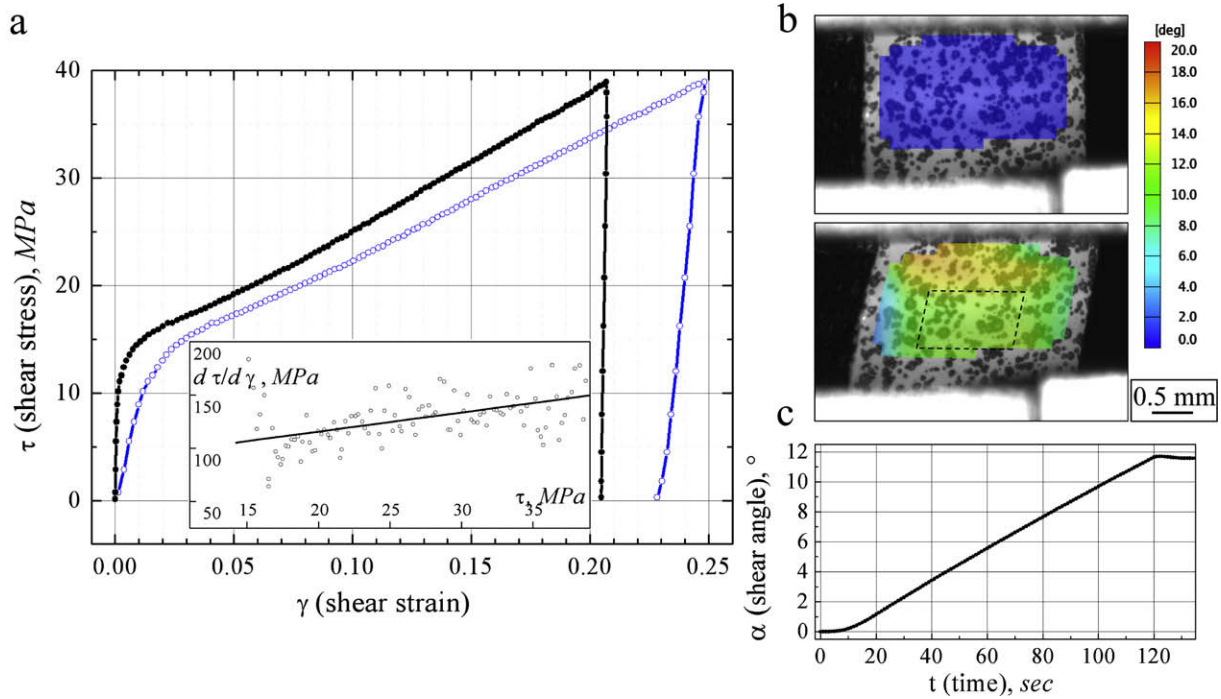 a
40
30
20
10
0
τ (shear stress), MPa
0.00 0.05 0.10 0.15 0.20 0.25
γ (shear strain)
200
dτ/dγ, MPa
150
100
50
τ, MPa
20 25 30 35
b
[deg]
20.0
18.0
16.0
14.0
12.0
10.0
8.0
6.0
4.0
2.0
0.0
0.5 mm
c
12
10
8
6
4
2
0
α (shear angle), °
0 20 40 60 80 100 120
t (time), sec